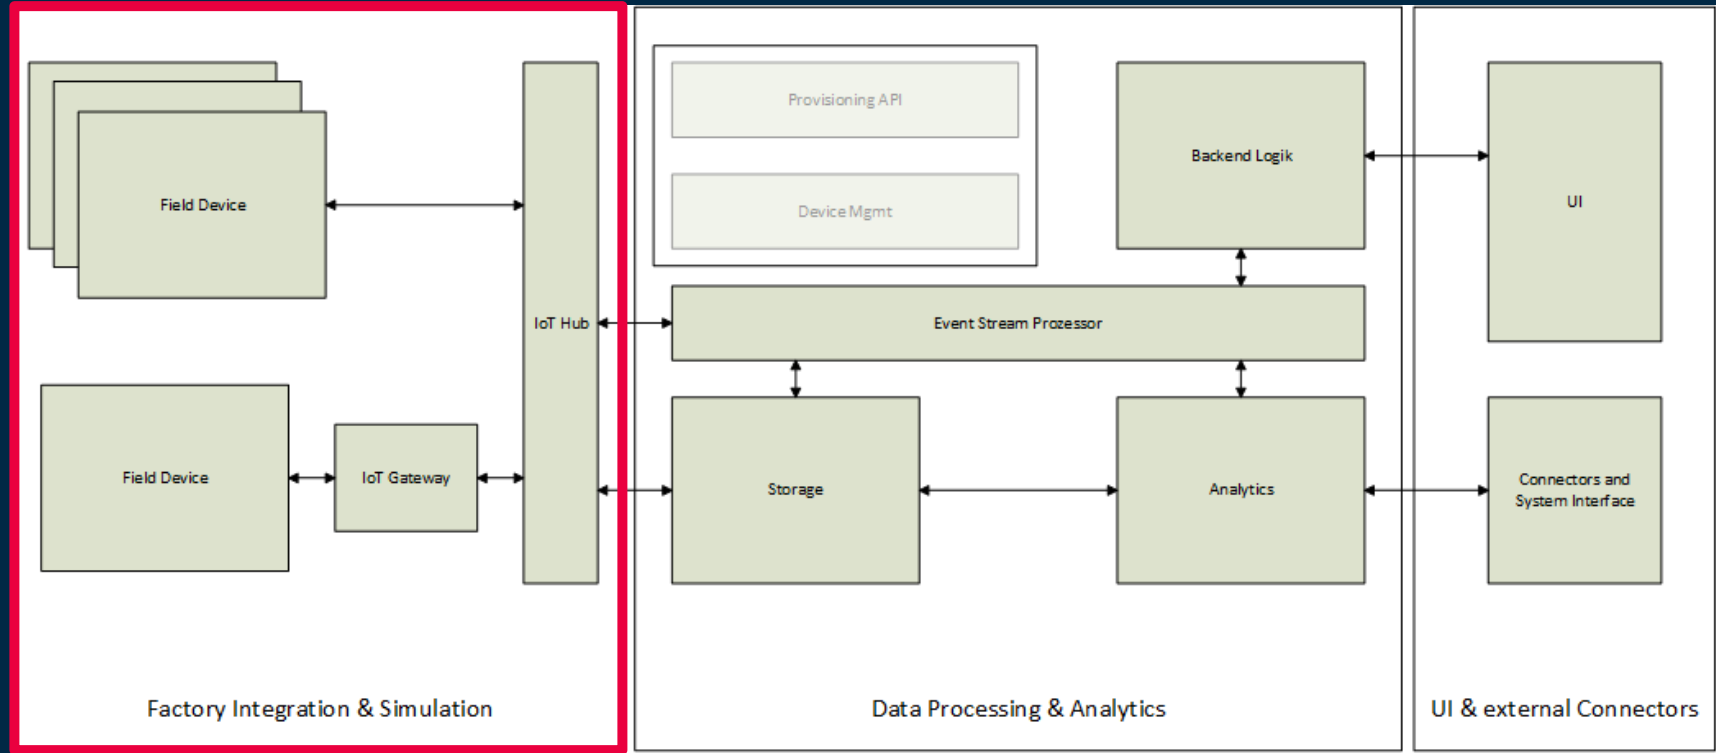 Field Device
Field Device
IoT Gateway
IoT Hub
Factory Integration & Simulation
Provisioning API
Device Mgmt
Backend Logik
Event Stream Prozessor
Storage
Analytics
Data Processing & Analytics
UI
Connectors and
System Interface
UI & external Connectors